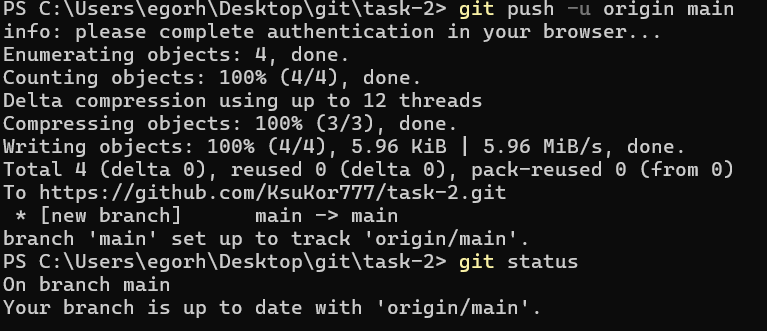 PS C:\Users\egorh\Desktop\git\task-2> git push -u origin main
info: please complete authentication in your browser...
Enumerating objects: 4, done.
Counting objects: 100% (4/4), done.
Delta compression using up to 12 threads
Compressing objects: 100% (3/3), done.
Writing objects: 100% (4/4), 5.96 KiB | 5.96 MiB/s, done.
Total 4 (delta 0), reused 0 (delta 0), pack-reused 0 (from 0)
To https://github.com/KsuKor777/task-2.git
 * [new branch]      main -> main
branch 'main' set up to track 'origin/main'.
PS C:\Users\egorh\Desktop\git\task-2> git status
On branch main
Your branch is up to date with 'origin/main'.